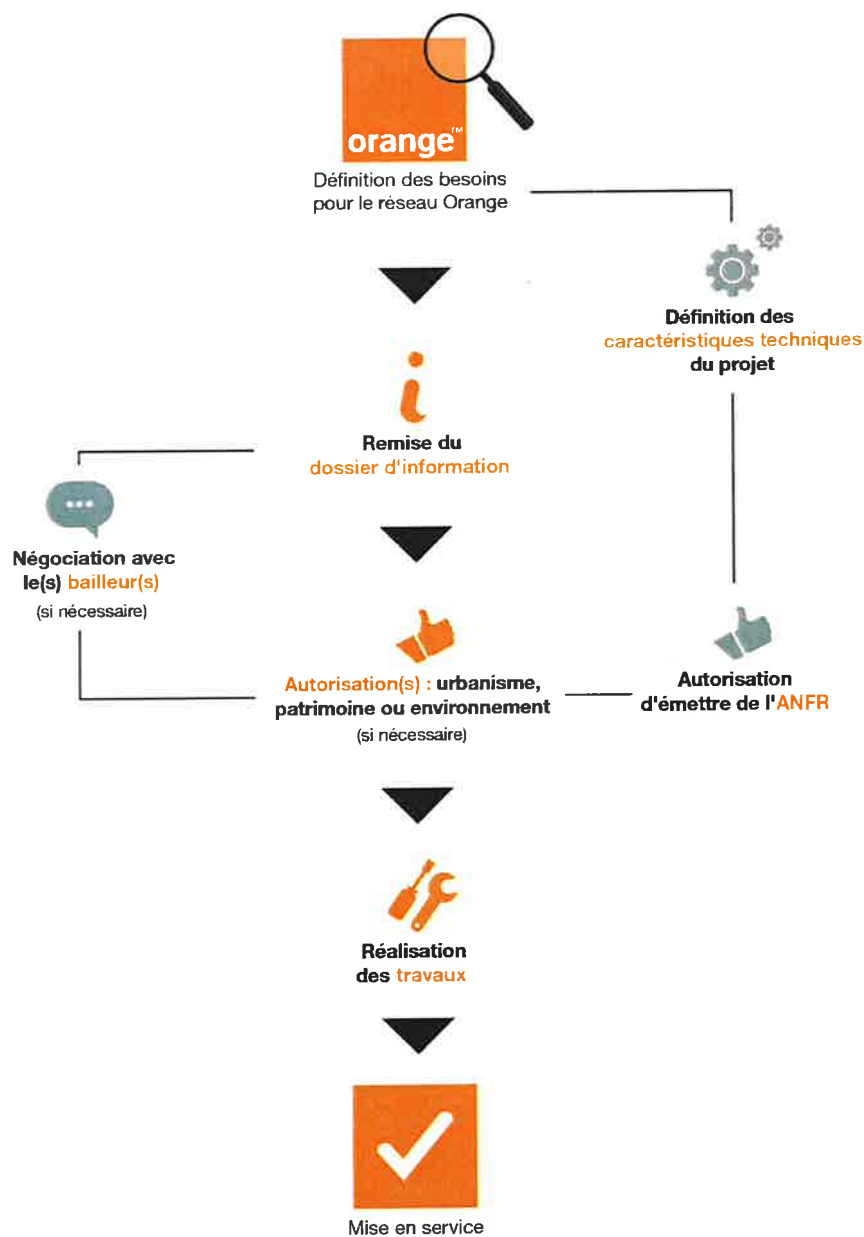 orange™
Définition des besoins
pour le réseau Orange
Définition des
caractéristiques techniques
du projet
Remise du
dossier d'information
Négociation avec
le(s) bailleur(s)
(si nécessaire)
Autorisation(s) : urbanisme,
patrimoine ou environnement
(si nécessaire)
Autorisation
d'émettre de l'ANFR
Réalisation
des travaux
Mise en service